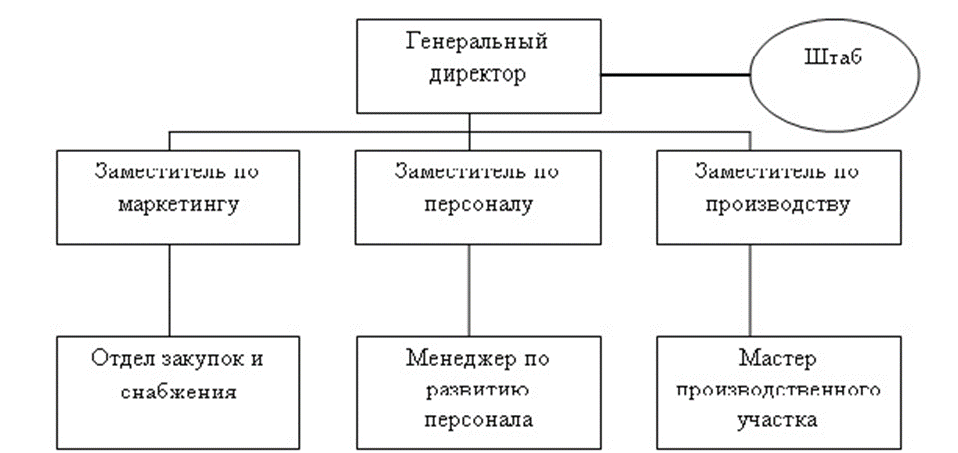 Генеральный
директор
Штаб
Заместитель по
маркетингу
Заместитель по
персоналу
Заместитель по
производству
Отдел закупок и
снабжения
Менеджер по
развитию
персонала
Мастер
производственного
участка